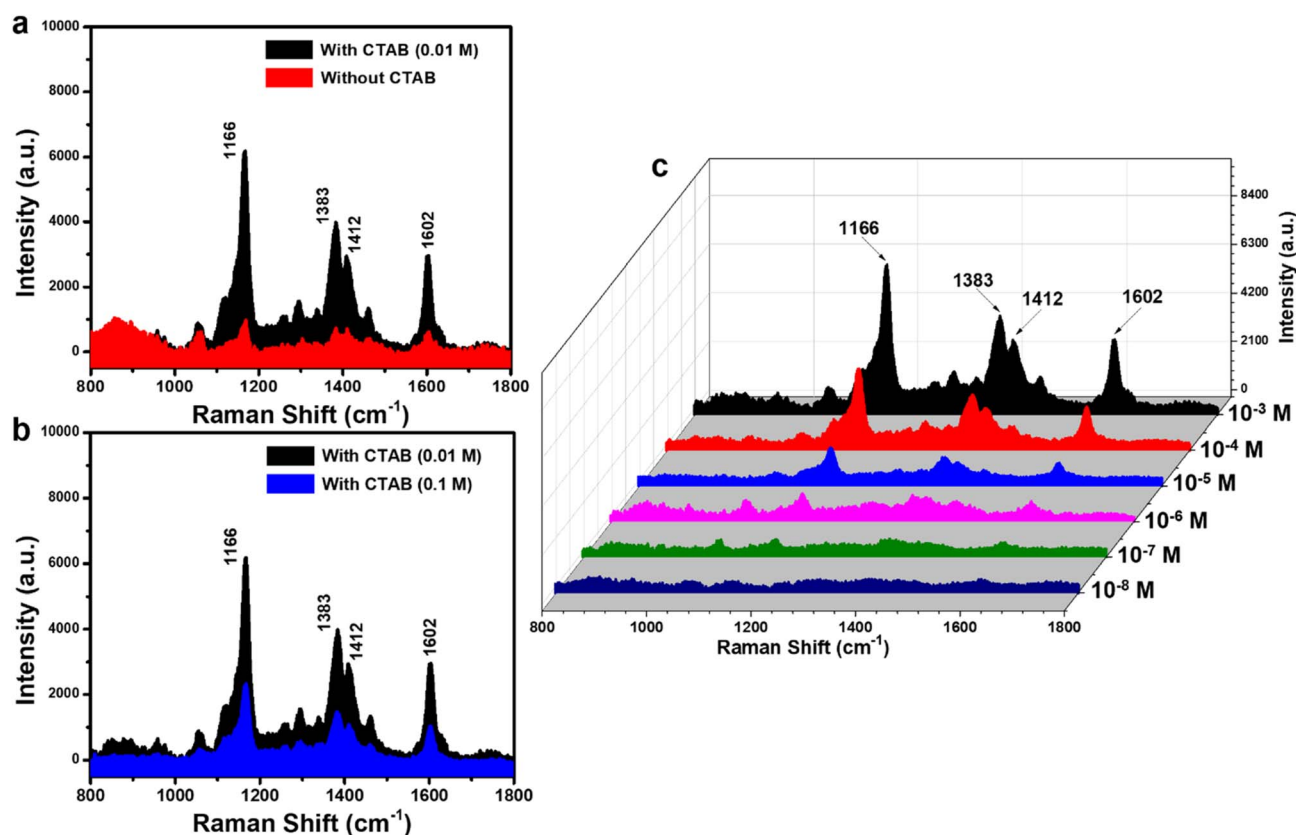 a
10000
8000
6000
4000
2000
0
Intensity (a.u.)
With CTAB (0.01 M)
Without CTAB
1166
1383
1412
1602
800 1000 1200 1400 1600 1800
Raman Shift (cm-1)
b
10000
8000
6000
4000
2000
0
Intensity (a.u.)
With CTAB (0.01 M)
With CTAB (0.1 M)
1166
1383
1412
1602
800 1000 1200 1400 1600 1800
Raman Shift (cm-1)
c
1166
1383
1412
1602
8400
6300
4200
2100
0
Intensity (a.u.)
10-3 M
10-4 M
10-5 M
10-6 M
10-7 M
10-8 M
800 1000 1200 1400 1600 1800
Raman Shift (cm-1)